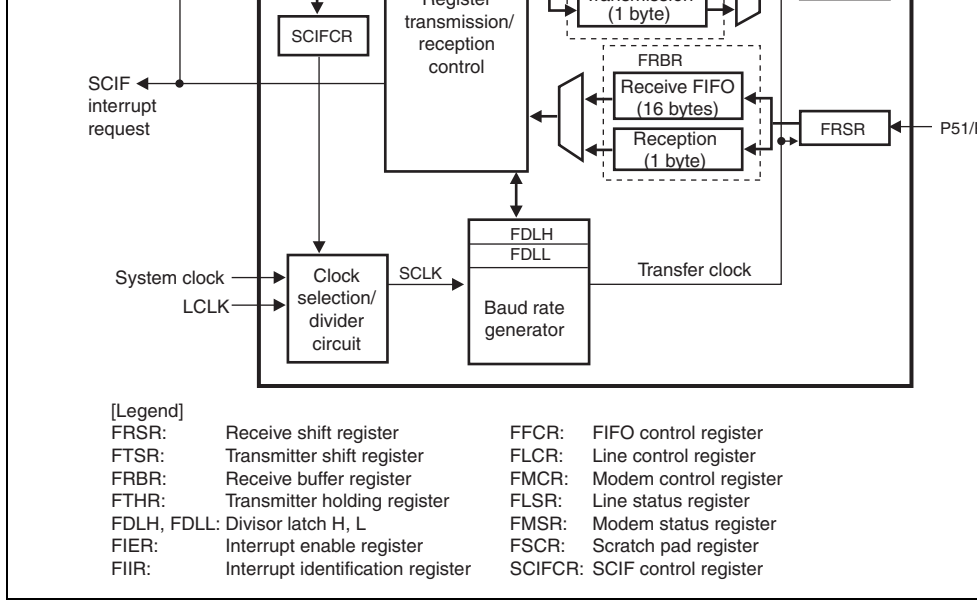 Register
transmission/
reception
control
(1 byte)
SCIFCR
SCIF
interrupt
request
FRBR
Receive FIFO
(16 bytes)
Reception
(1 byte)
FRSR
FDLH
FDLL
Baud rate
generator
System clock
LCLK
Clock
selection/
divider
circuit
SCLK
Transfer clock
[Legend]
FRSR: Receive shift register
FTSR: Transmitter shift register
FRBR: Receive buffer register
FTHR: Transmitter holding register
FDLH, FDLL: Divisor latch H, L
FIER: Interrupt enable register
FIIR: Interrupt identification register
FFCR: FIFO control register
FLCR: Line control register
FMCR: Modem control register
FLSR: Line status register
FMSR: Modem status register
FSCR: Scratch pad register
SCIFCR: SCIF control register